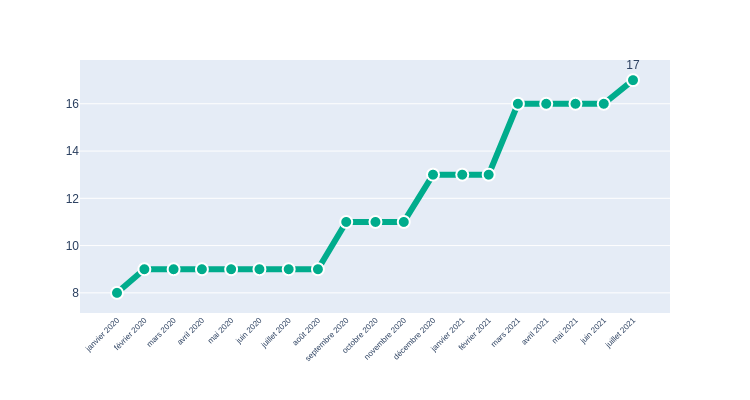 17
16
14
12
10
8
janvier 2020
février 2020
mars 2020
avril 2020
mai 2020
juin 2020
juillet 2020
août 2020
septembre 2020
octobre 2020
novembre 2020
décembre 2020
janvier 2021
février 2021
mars 2021
avril 2021
mai 2021
juin 2021
juillet 2021